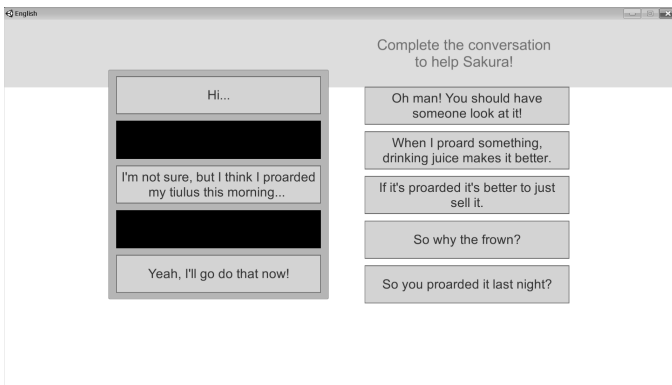 English
Complete the conversation
to help Sakura!
Hi...
I'm not sure, but I think I proarded
my tiulus this morning...
Yeah, I'll go do that now!
Oh man! You should have
someone look at it!
When I proard something,
drinking juice makes it better.
If it's proarded it's better to just
sell it.
So why the frown?
So you proarded it last night?